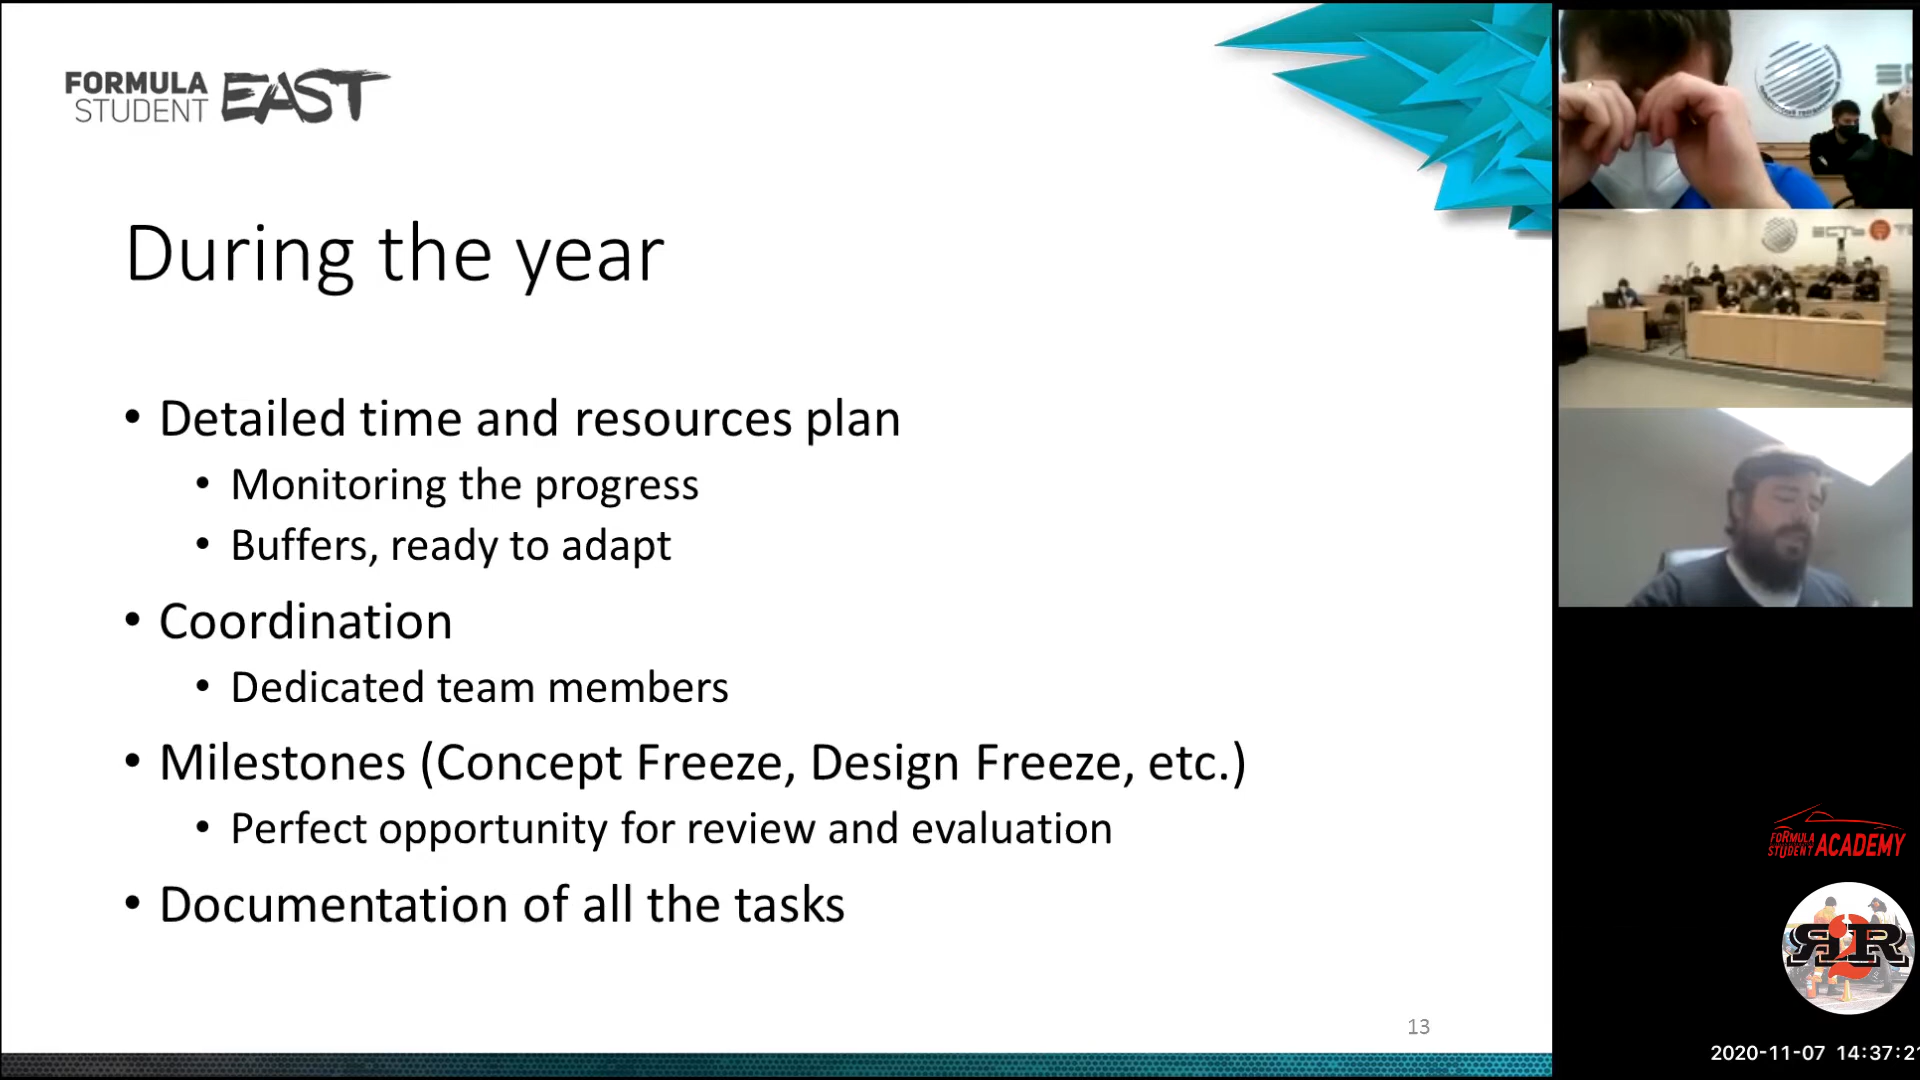 FORMULA
STUDENT EAST
During the year
• Detailed time and resources plan
• Monitoring the progress
• Buffers, ready to adapt
• Coordination
• Dedicated team members
• Milestones (Concept Freeze, Design Freeze, etc.)
• Perfect opportunity for review and evaluation
• Documentation of all the tasks
13
ЕСТЬ
FORMULA
STUDENT ACADEMY
2020-11-07 14:37:21